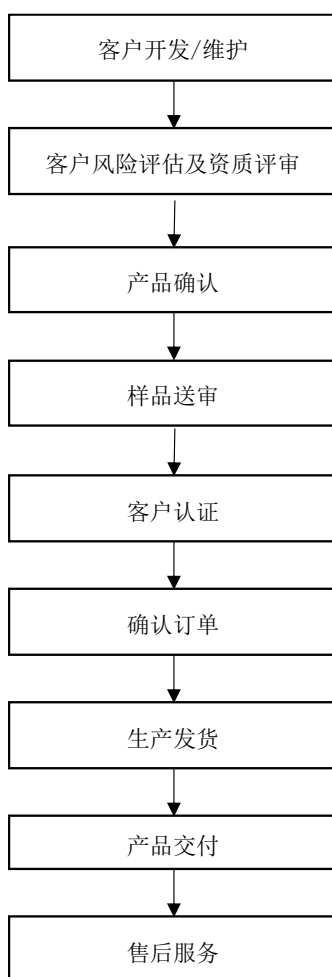 客户开发/维护
客户风险评估及资质评审
产品确认
样品送审
客户认证
确认订单
生产发货
产品交付
售后服务